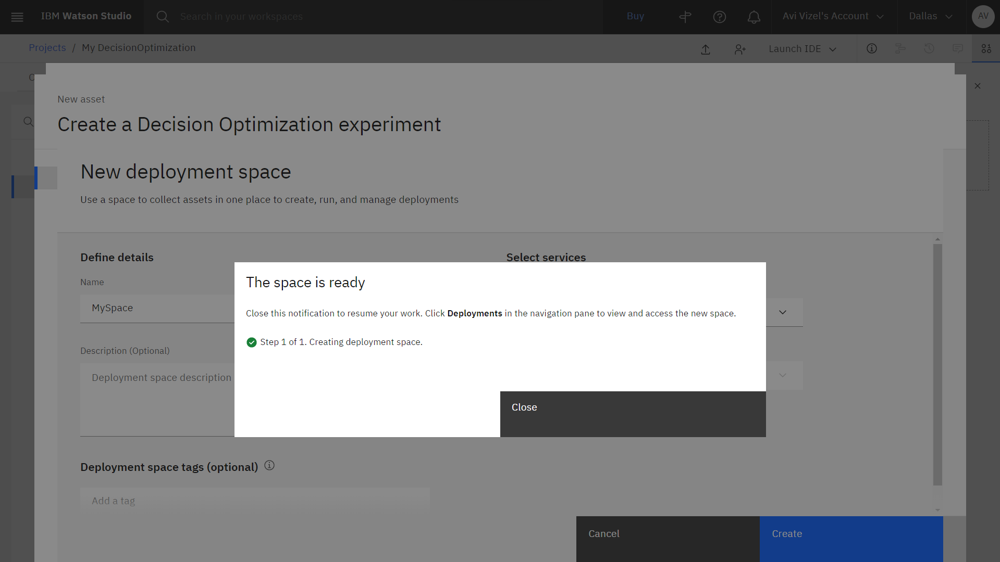 IBM Watson Studio
Search in your workspaces
Buy
Avi Vizel's Account
Dallas
AV
Projects / My DecisionOptimization
Launch IDE
New asset
Create a Decision Optimization experiment
New deployment space
Use a space to collect assets in one place to create, run, and manage deployments
Define details
Select services
Name
MySpace
Description (Optional)
Deployment space description
The space is ready
Close this notification to resume your work. Click Deployments in the navigation pane to view and access the new space.
Step 1 of 1. Creating deployment space.
Close
Deployment space tags (optional)
Add a tag
Cancel
Create